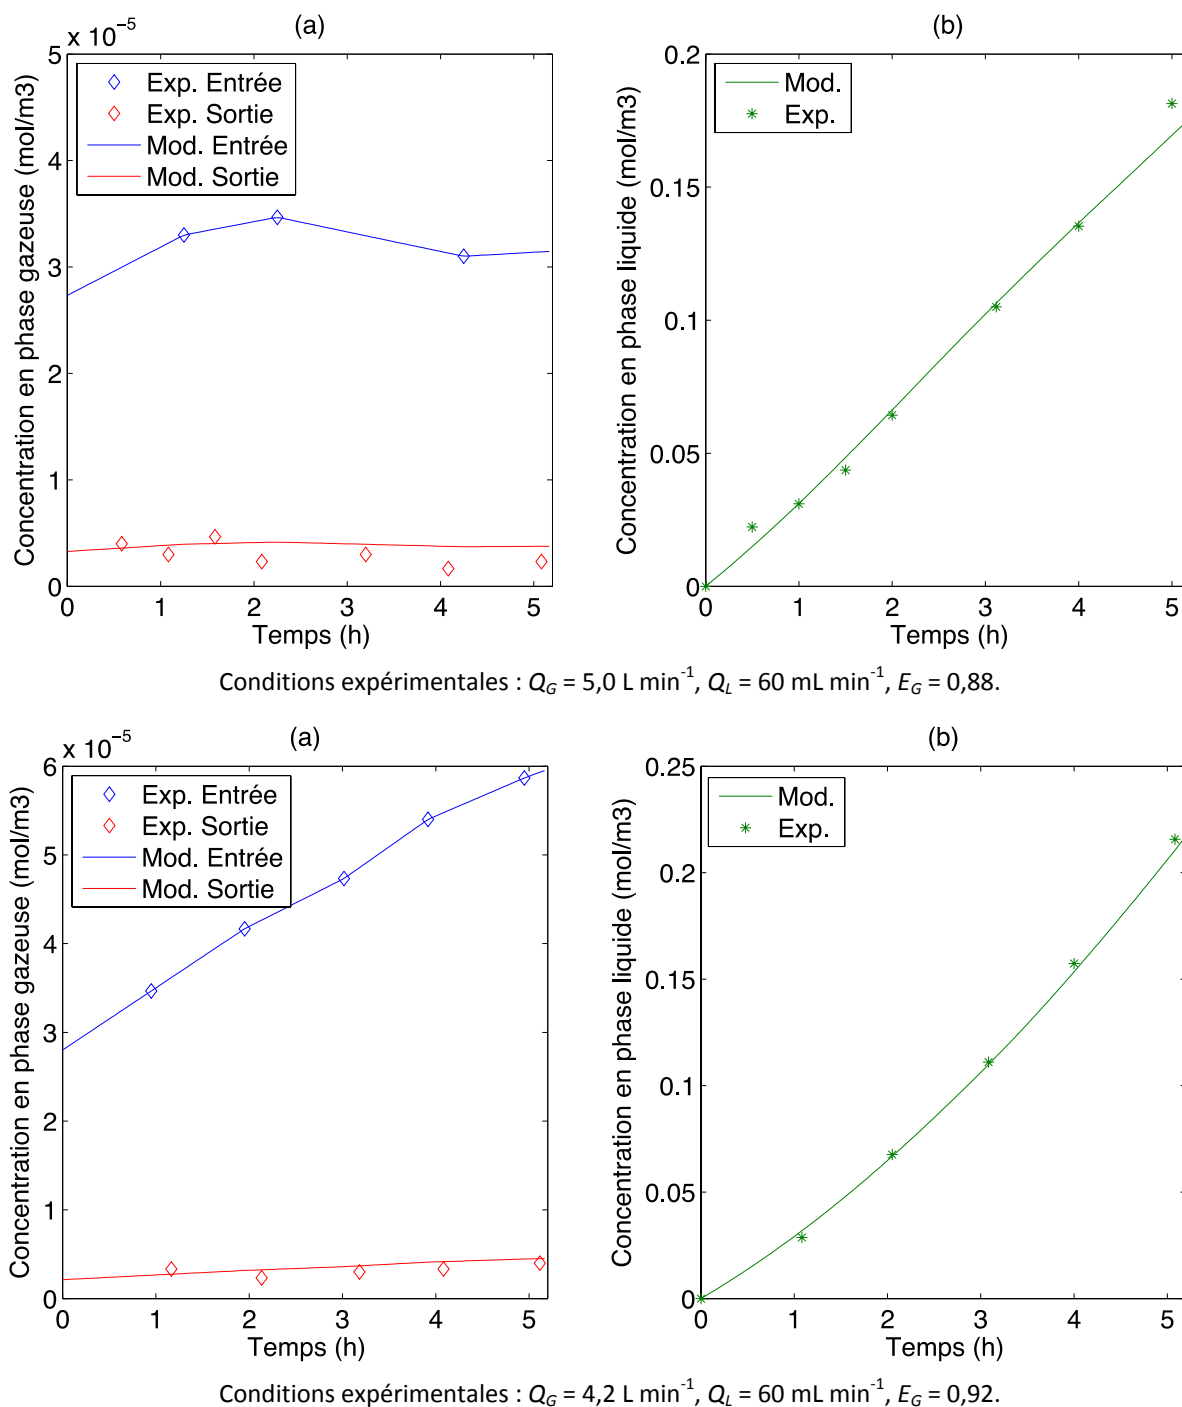 (a)
x 10⁻⁵
Concentration en phase gazeuse (mol/m3)
5
4
3
2
1
0
Exp. Entrée
Exp. Sortie
Mod. Entrée
Mod. Sortie
0 1 2 3 4 5
Temps (h)
(b)
Concentration en phase liquide (mol/m3)
0.2
0.15
0.1
0.05
0
Mod.
Exp.
0 1 2 3 4 5
Temps (h)
Conditions expérimentales : Q_G = 5,0 L min⁻¹, Q_L = 60 mL min⁻¹, E_G = 0,88.
(a)
x 10⁻⁵
Concentration en phase gazeuse (mol/m3)
6
5
4
3
2
1
0
Exp. Entrée
Exp. Sortie
Mod. Entrée
Mod. Sortie
0 1 2 3 4 5
Temps (h)
(b)
Concentration en phase liquide (mol/m3)
0.25
0.2
0.15
0.1
0.05
0
Mod.
Exp.
0 1 2 3 4 5
Temps (h)
Conditions expérimentales : Q_G = 4,2 L min⁻¹, Q_L = 60 mL min⁻¹, E_G = 0,92.